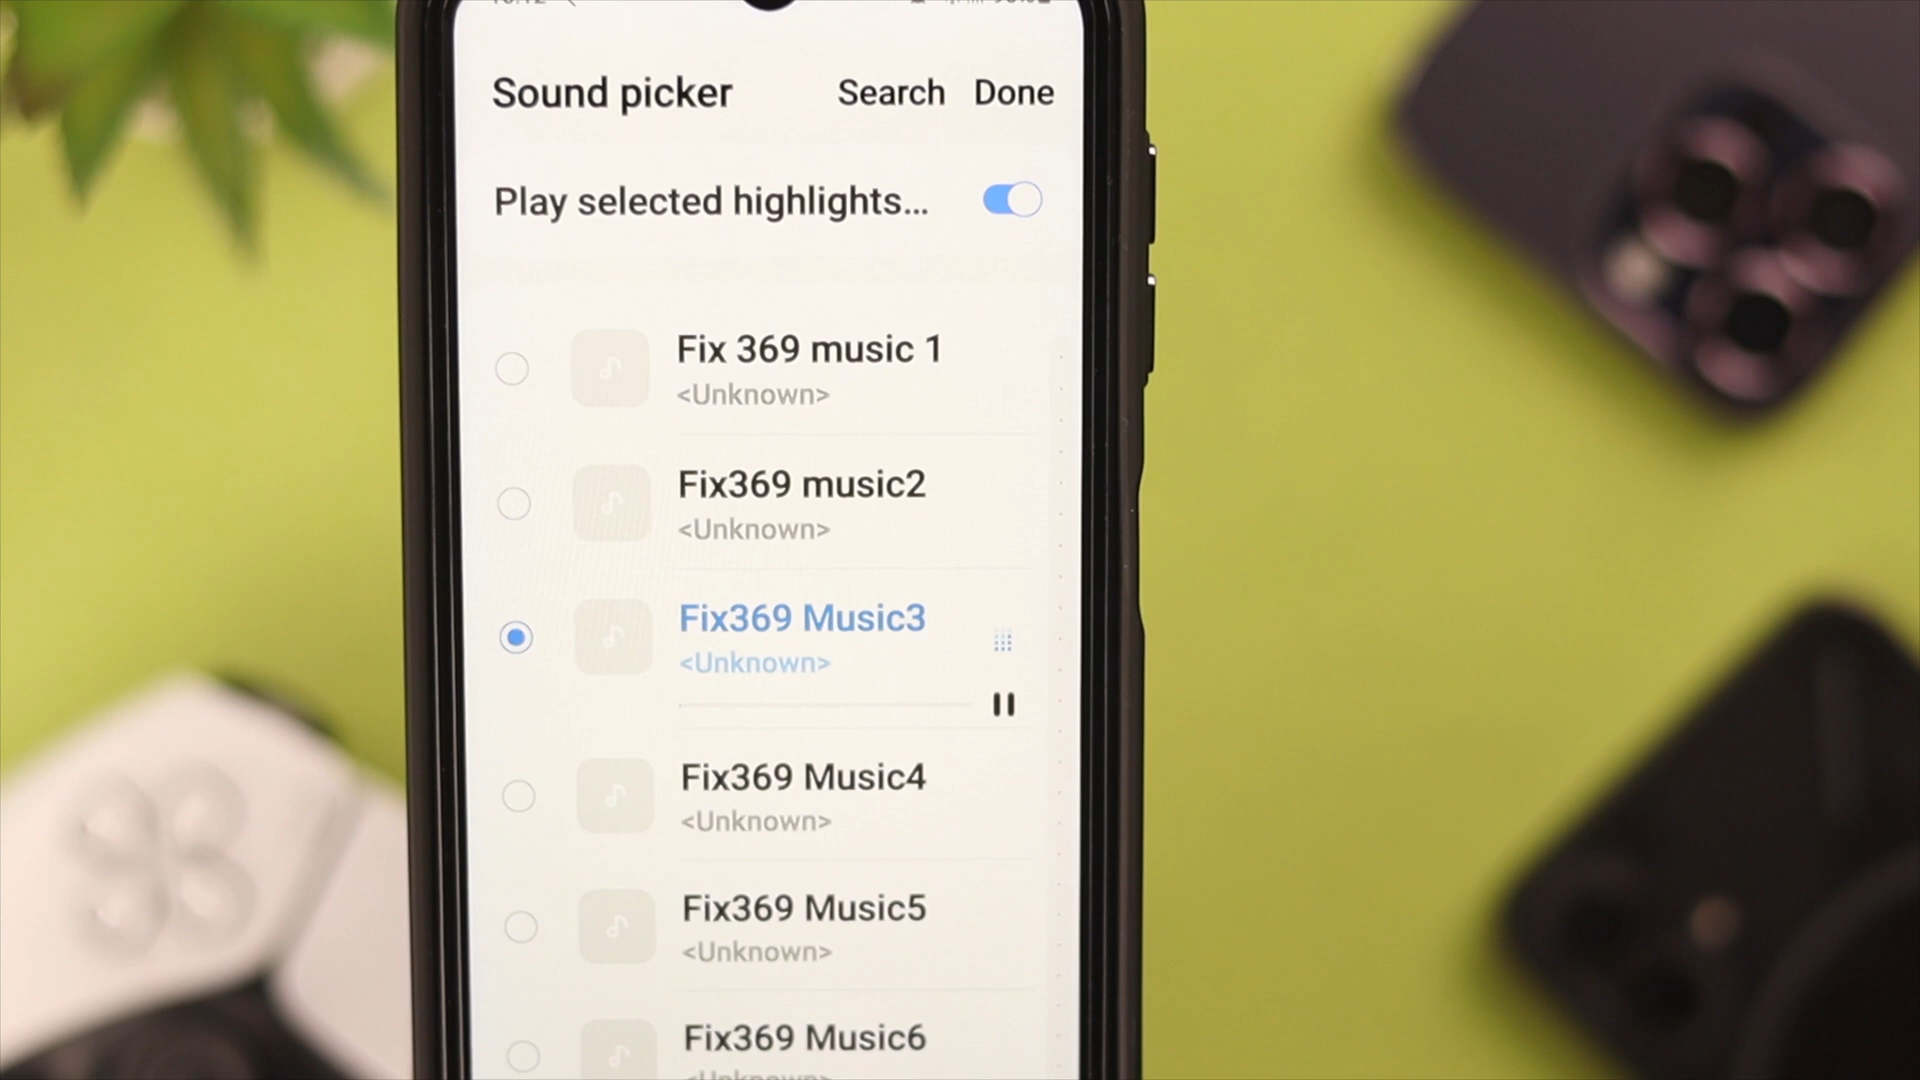 Sound picker Search Done
Play selected highlights...
Fix 369 music 1
<Unknown>
Fix369 music2
<Unknown>
Fix369 Music3
<Unknown>
Fix369 Music4
<Unknown>
Fix369 Music5
<Unknown>
Fix369 Music6